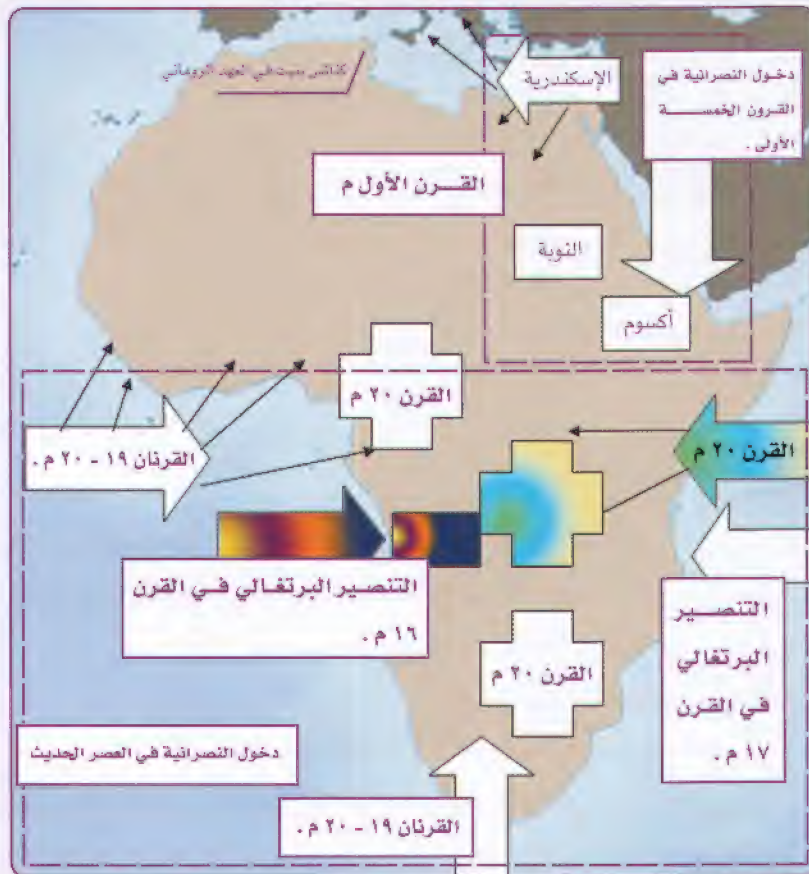 دخول النصرانية في
القرون الخمسة
الأولى .
كنائس بنيت في العهد الروماني
الإسكندرية
القـــرن الأول م
النوبة
أكسوم
القرن ٢٠ م
القرنان ١٩ - ٢٠ م .
القرن ٢٠ م
التنصير البرتغالي في القرن
١٦ م .
التنصير
البرتغالي
في القرن
١٧ م .
القرن ٢٠ م
دخول النصرانية في العصر الحديث
القرنان ١٩ - ٢٠ م .